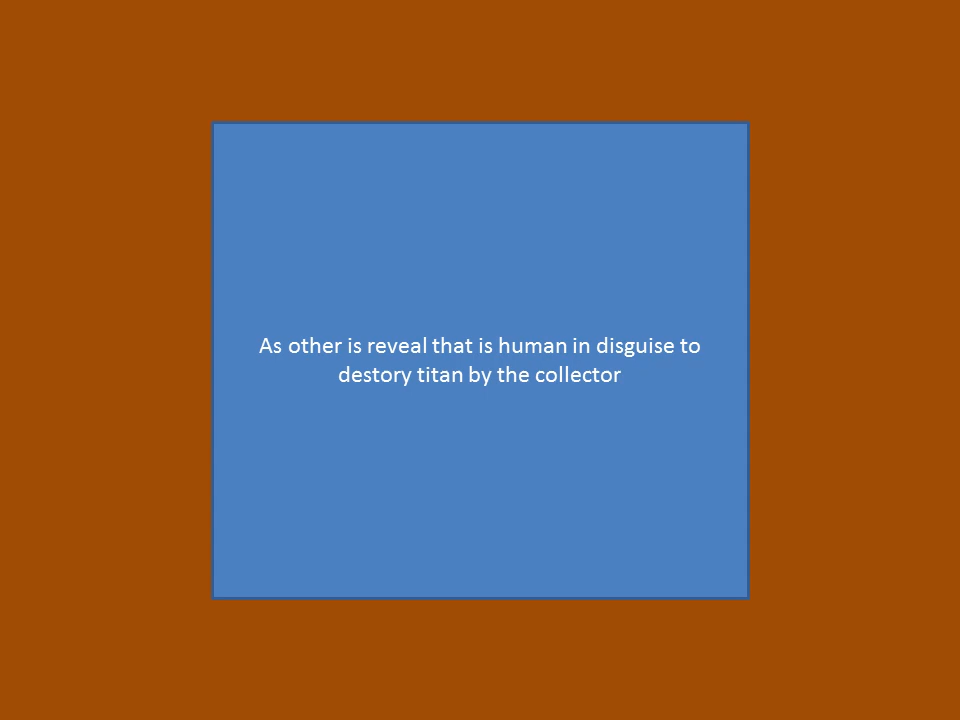 As other is reveal that is human in disguise to
destory titan by the collector